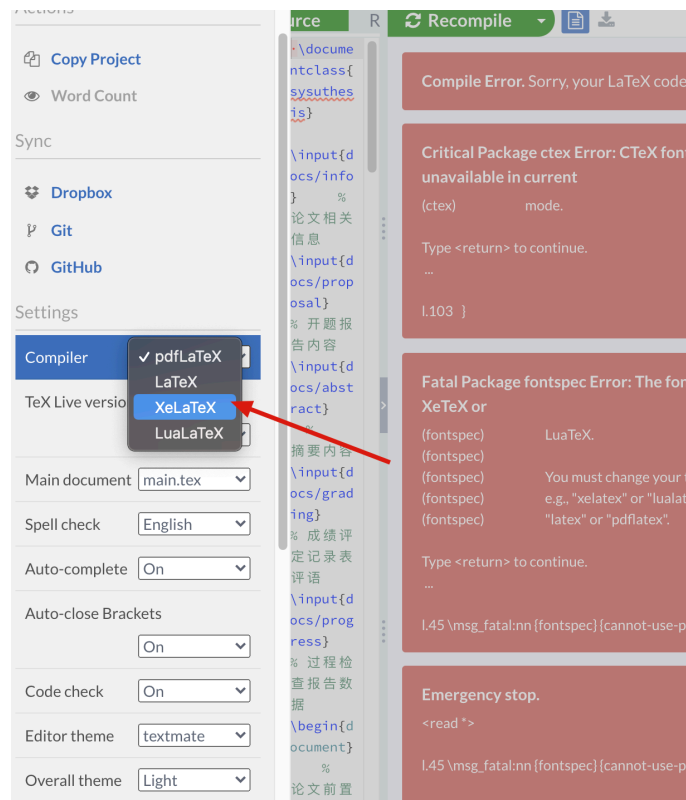 Actions
Copy Project
Word Count
Sync
Dropbox
Git
GitHub
Settings
Compiler
✓ pdfLaTeX
LaTeX
XeLaTeX
LuaLaTeX
TeX Live versio
Main document main.tex
Spell check English
Auto-complete On
Auto-close Brackets
On
Code check On
Editor theme textmate
Overall theme Light
urce
R
\docume
ntclass{
sysuthes
is}
\input{d
ocs/info
} %
论文相关
信息
\input{d
ocs/prop
osal}
% 开题报
告内容
\input{d
ocs/abst
ract}
%
摘要内容
\input{d
ocs/grad
ing}
% 成绩评
定记录表
评语
\input{d
ocs/prog
ress}
% 过程检
查报告数
据
\begin{d
ocument}
%
论文前置
Recompile
Compile Error. Sorry, your LaTeX code
Critical Package ctex Error: CTeX fon
unavailable in current
(ctex) mode.
Type <return> to continue.
...
l.103 }
Fatal Package fontspec Error: The fon
XeTeX or
(fontspec) LuaTeX.
(fontspec)
(fontspec) You must change your
(fontspec) e.g., "xelatex" or "lualat
(fontspec) "latex" or "pdflatex".
Type <return> to continue.
...
l.45 \msg_fatal:nn {fontspec} {cannot-use-p
Emergency stop.
<read *>
l.45 \msg_fatal:nn {fontspec} {cannot-use-p